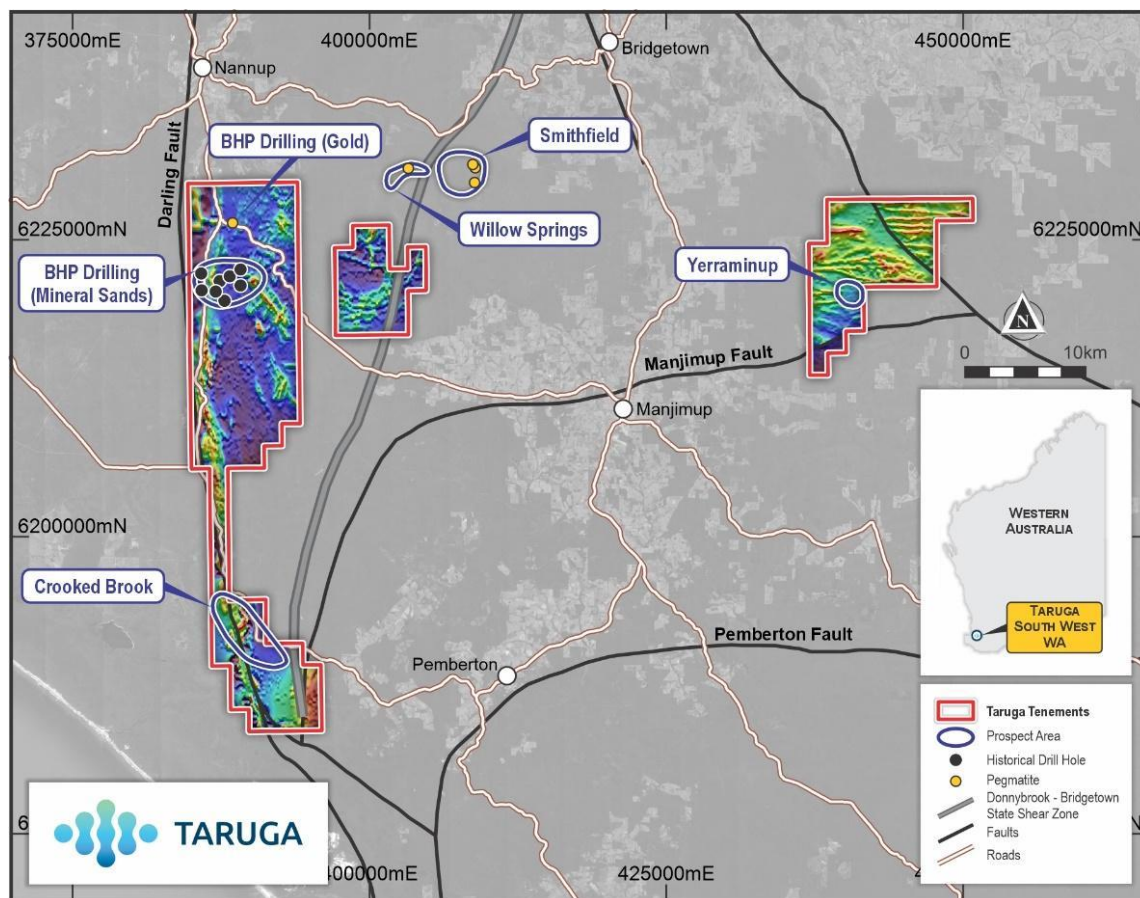 375000mE
400000mE
450000mE
Nannup
Bridgetown
Darling Fault
BHP Drilling (Gold)
Smithfield
Willow Springs
6225000mN
6225000mN
BHP Drilling
(Mineral Sands)
Yerraminup
N
0 10km
Manjimup Fault
Manjimup
6200000mN
WESTERN
AUSTRALIA
TARUGA
SOUTH WEST
WA
Crooked Brook
Pemberton Fault
Pemberton
Taruga Tenements
Prospect Area
Historical Drill Hole
Pegmatite
Donnybrook - Bridgetown
State Shear Zone
Faults
Roads
TARUGA
400000mE
425000mE